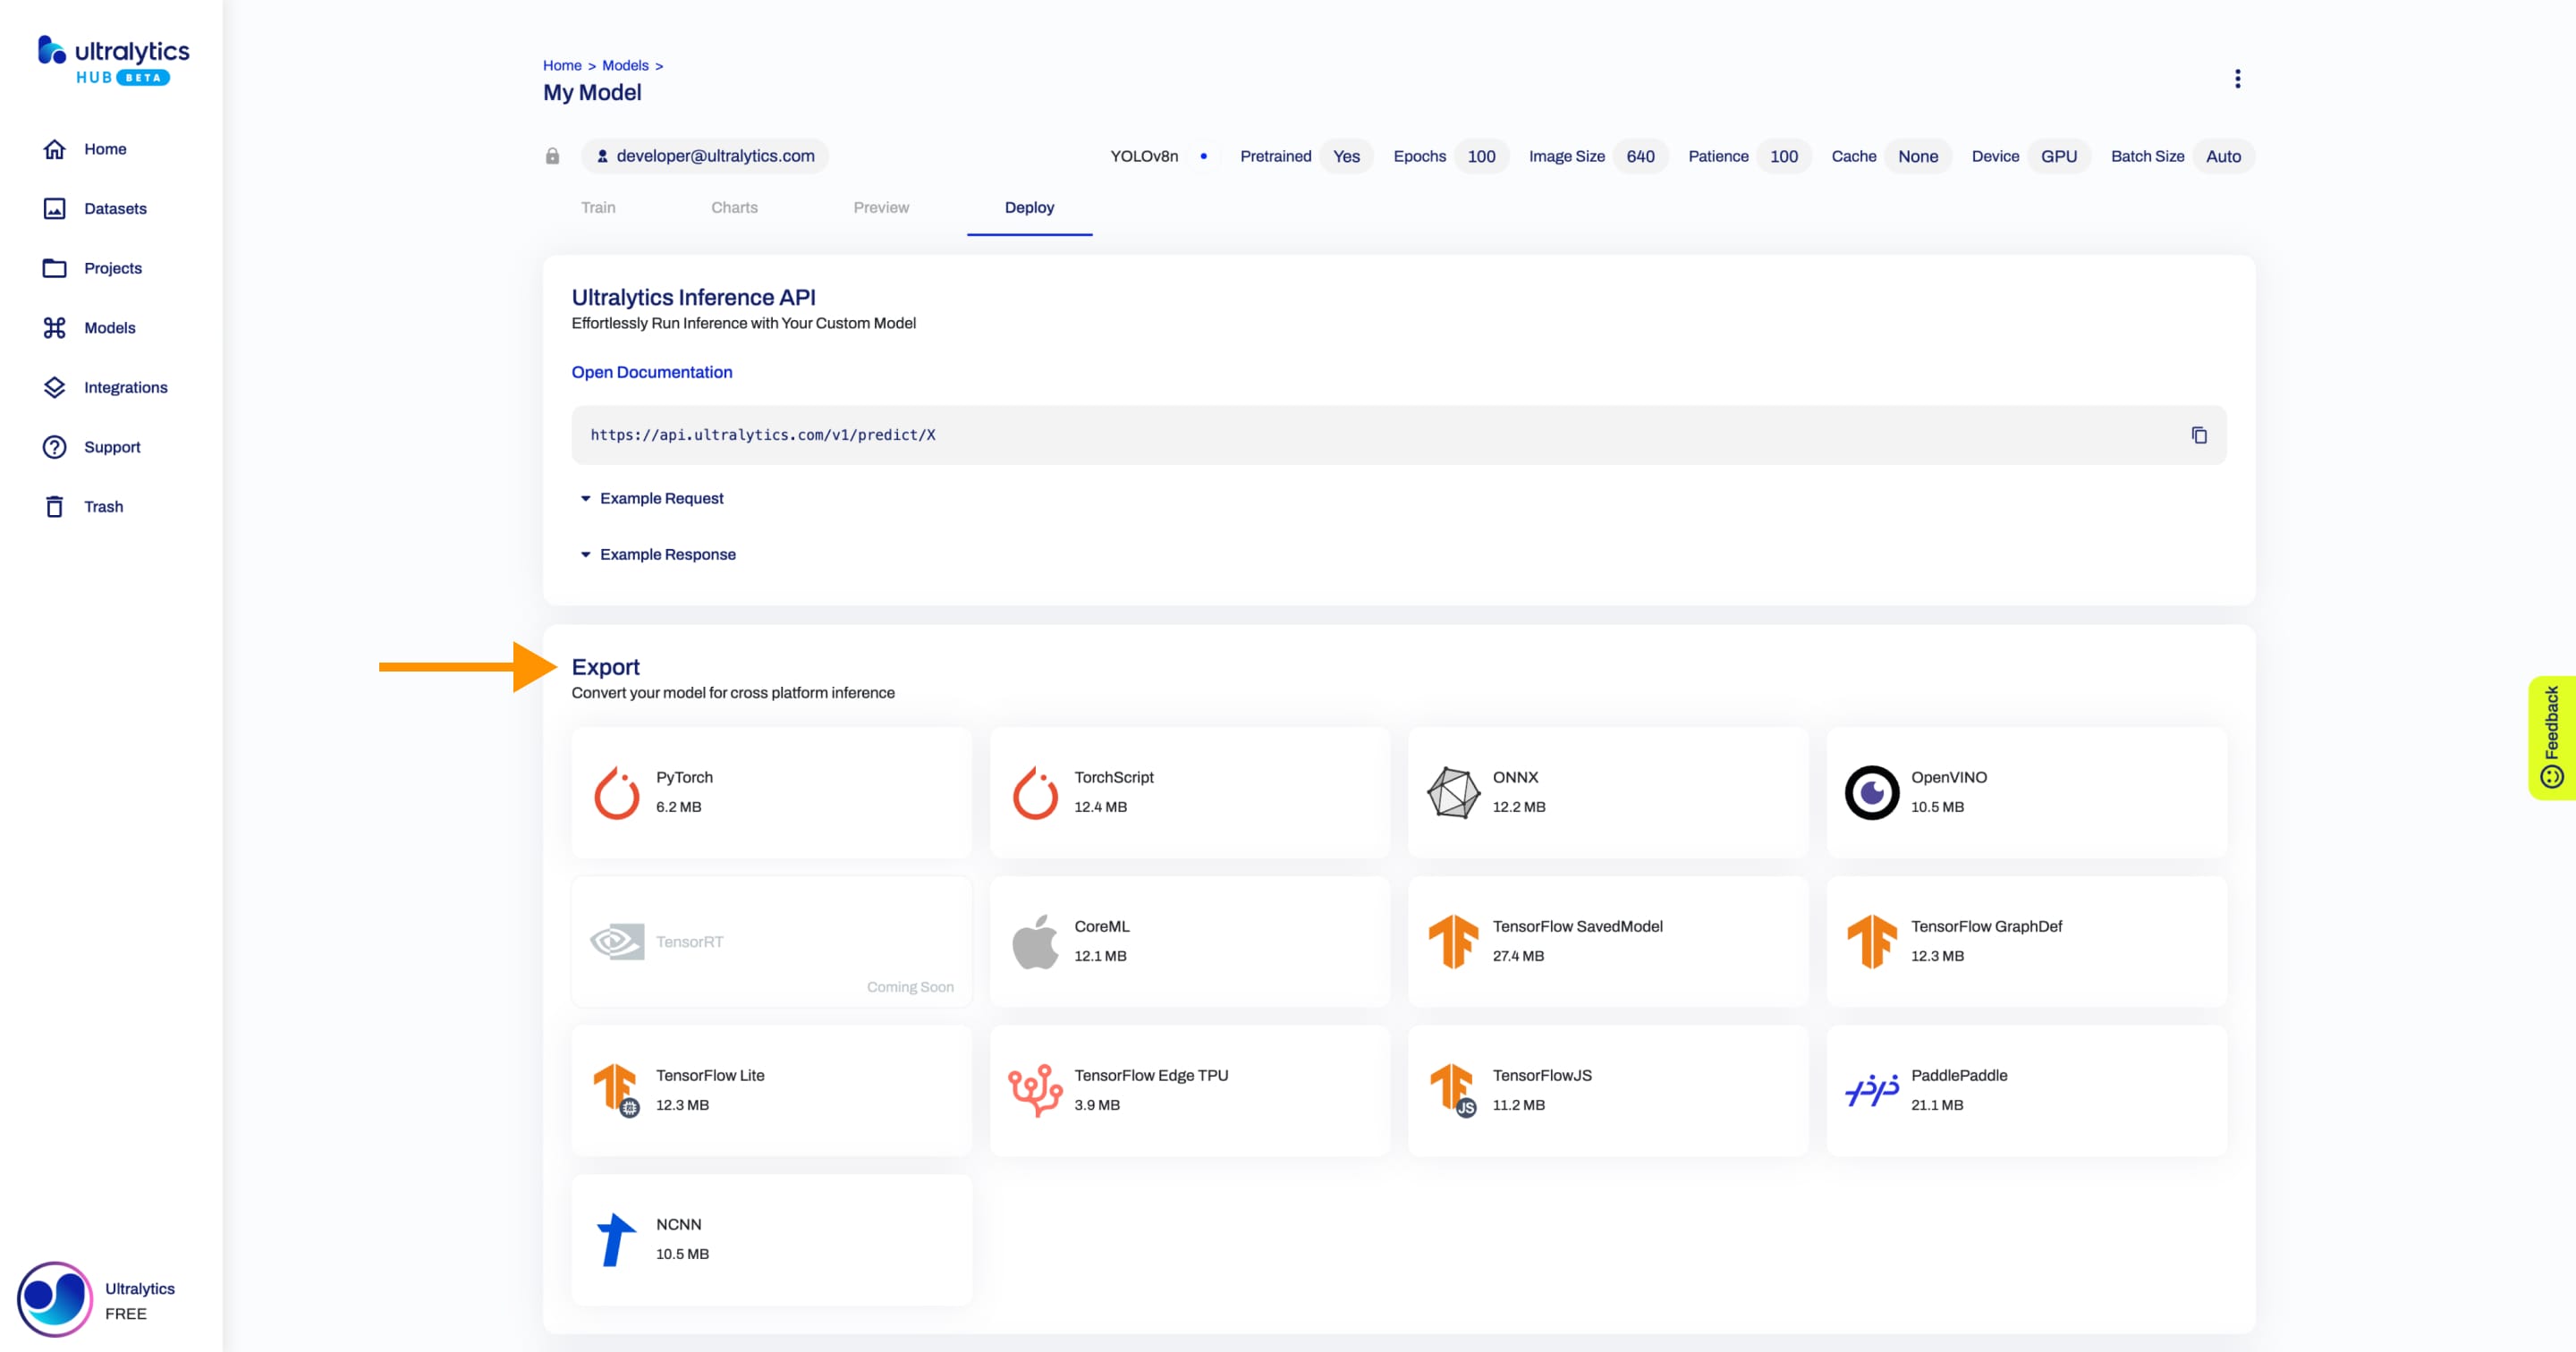 ultralytics
HUB BETA
Home
Datasets
Projects
Models
Integrations
Support
Trash
Ultralytics
FREE
Home > Models >
My Model
developer@ultralytics.com
YOLOv8n Pretrained Yes Epochs 100 Image Size 640 Patience 100 Cache None Device GPU Batch Size Auto
Train Charts Preview Deploy
Ultralytics Inference API
Effortlessly Run Inference with Your Custom Model
Open Documentation
https://api.ultralytics.com/v1/predict/X
Example Request
Example Response
Export
Convert your model for cross platform inference
PyTorch
6.2 MB
TorchScript
12.4 MB
ONNX
12.2 MB
OpenVINO
10.5 MB
TensorRT
Coming Soon
CoreML
12.1 MB
TensorFlow SavedModel
27.4 MB
TensorFlow GraphDef
12.3 MB
TensorFlow Lite
12.3 MB
TensorFlow Edge TPU
3.9 MB
JS
TensorFlowJS
11.2 MB
PaddlePaddle
21.1 MB
NCNN
10.5 MB
Feedback